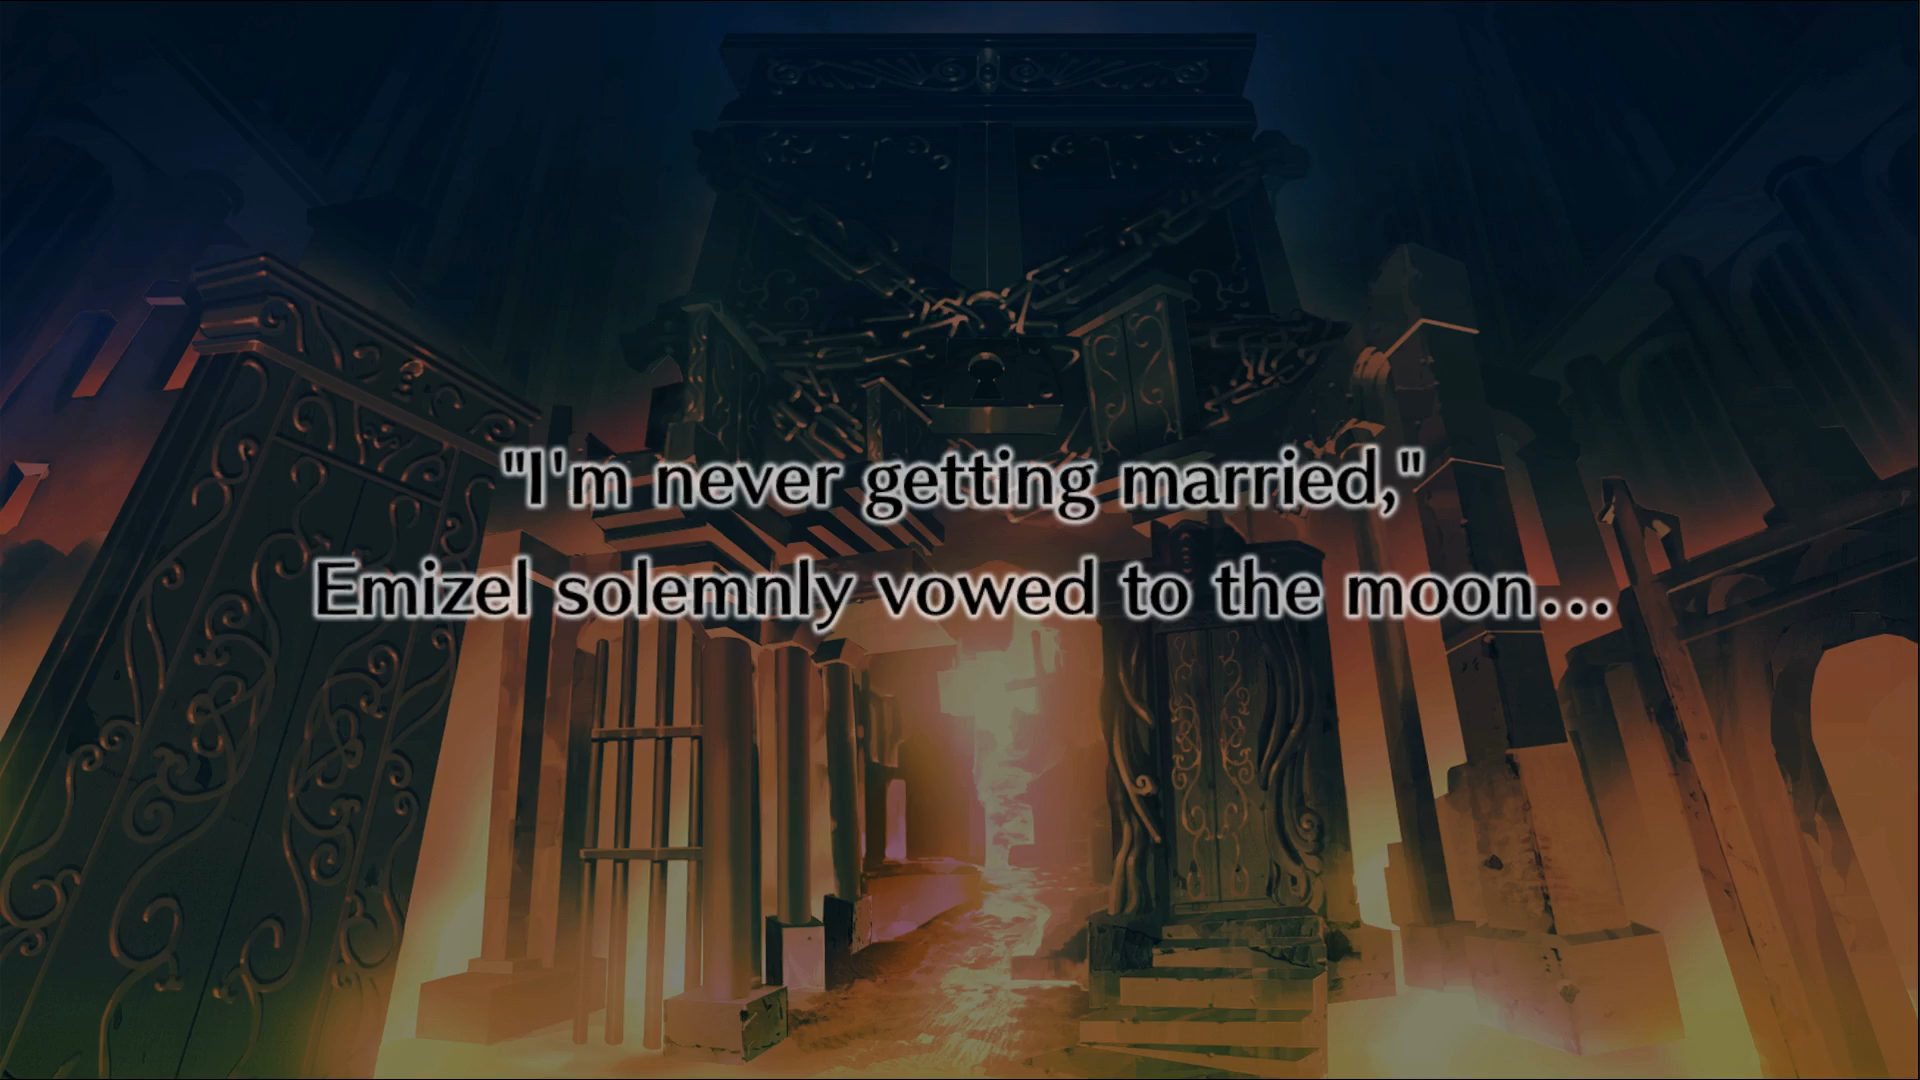 "I'm never getting married,"
Emizel solemnly vowed to the moon...